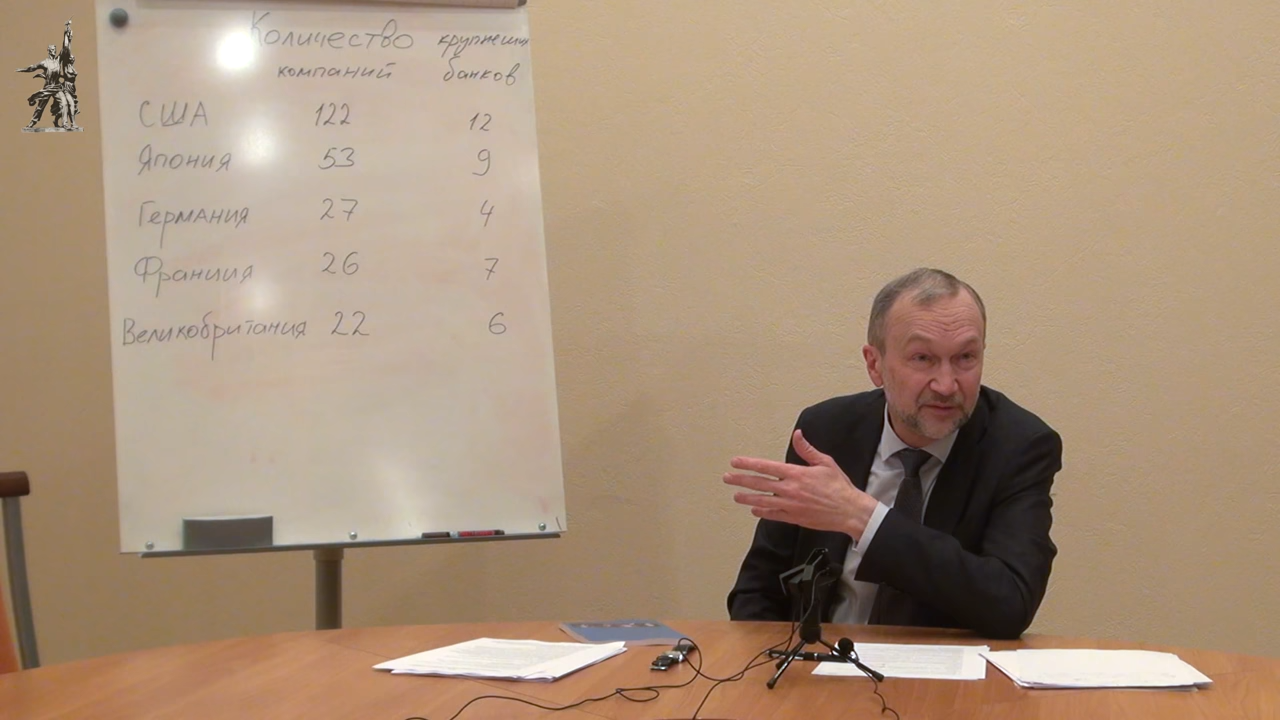 Количество крупнейших
компаний банков
США 122 12
Япония 53 9
Германия 27 4
Франция 26 7
Великобритания 22 6